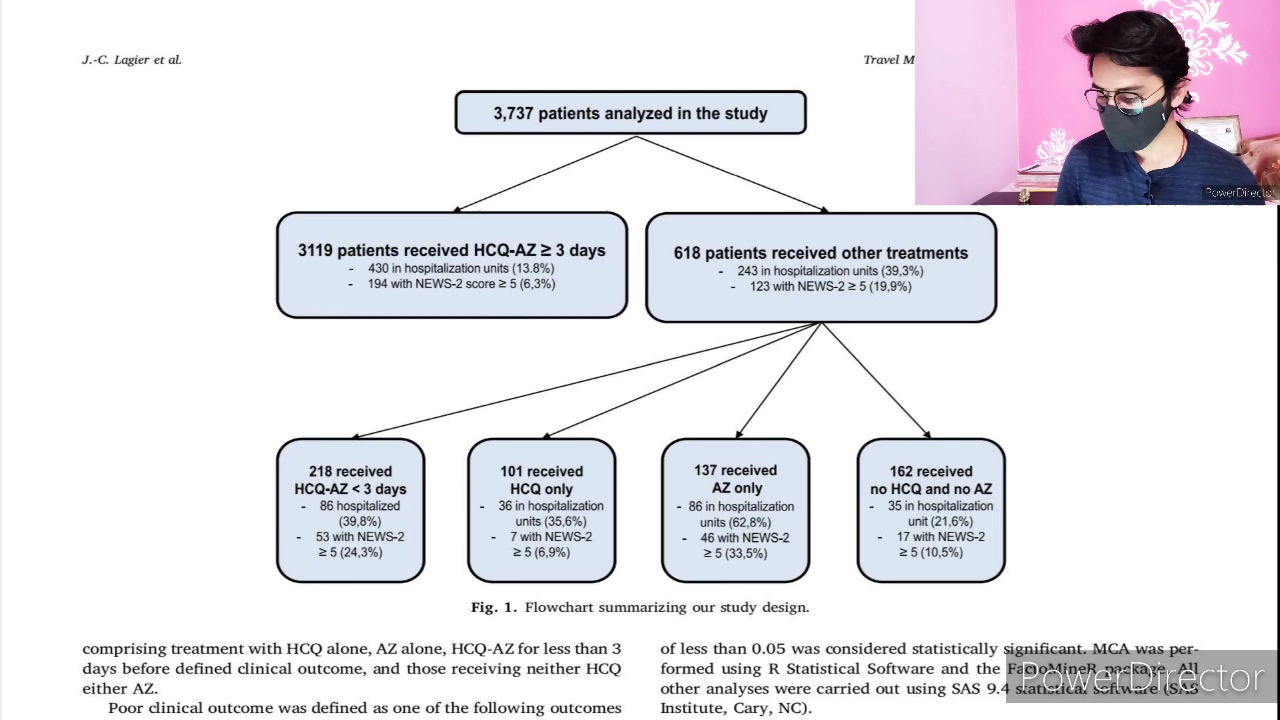 J.-C. Lagier et al.
Travel M
3,737 patients analyzed in the study
3119 patients received HCQ-AZ ≥ 3 days
- 430 in hospitalization units (13.8%)
- 194 with NEWS-2 score ≥ 5 (6,3%)
618 patients received other treatments
- 243 in hospitalization units (39,3%)
- 123 with NEWS-2 ≥ 5 (19,9%)
218 received
HCQ-AZ < 3 days
- 86 hospitalized
(39,8%)
- 53 with NEWS-2
≥ 5 (24,3%)
101 received
HCQ only
- 36 in hospitalization
units (35,6%)
- 7 with NEWS-2
≥ 5 (6,9%)
137 received
AZ only
- 86 in hospitalization
units (62,8%)
- 46 with NEWS-2
≥ 5 (33,5%)
162 received
no HCQ and no AZ
- 35 in hospitalization
unit (21,6%)
- 17 with NEWS-2
≥ 5 (10,5%)
Fig. 1. Flowchart summarizing our study design.
comprising treatment with HCQ alone, AZ alone, HCQ-AZ for less than 3
days before defined clinical outcome, and those receiving neither HCQ
either AZ.
Poor clinical outcome was defined as one of the following outcomes
of less than 0.05 was considered statistically significant. MCA was per-
formed using R Statistical Software and the FactoMineR package. All
other analyses were carried out using SAS 9.4 statistical software (SAS
Institute, Cary, NC).
PowerDirector
PowerDirector